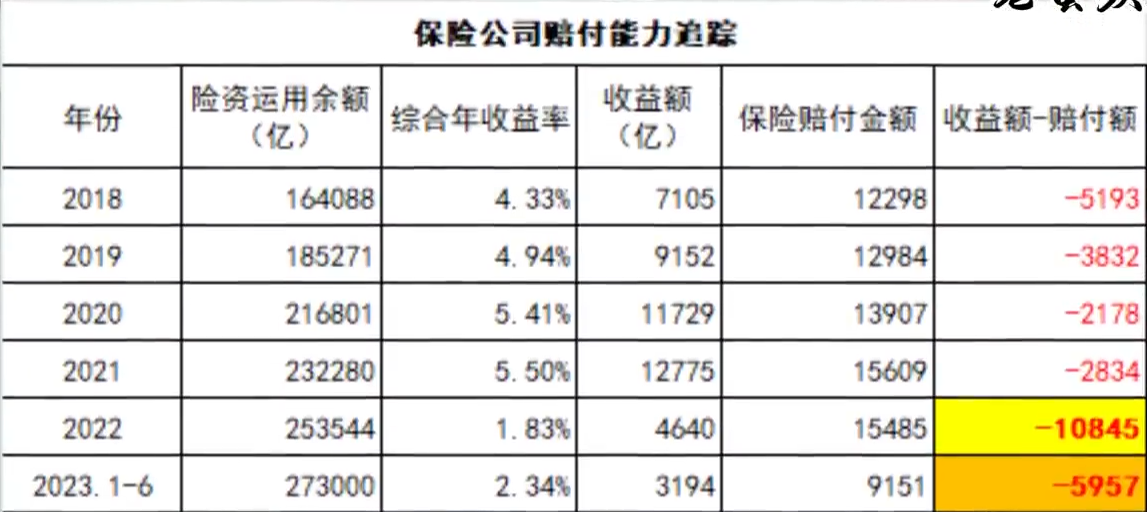 保险公司赔付能力追踪
年份 险资运用余额（亿） 综合年收益率 收益额（亿） 保险赔付金额 收益额-赔付额
2018 164088 4.33% 7105 12298 -5193
2019 185271 4.94% 9152 12984 -3832
2020 216801 5.41% 11729 13907 -2178
2021 232280 5.50% 12775 15609 -2834
2022 253544 1.83% 4640 15485 -10845
2023.1-6 273000 2.34% 3194 9151 -5957